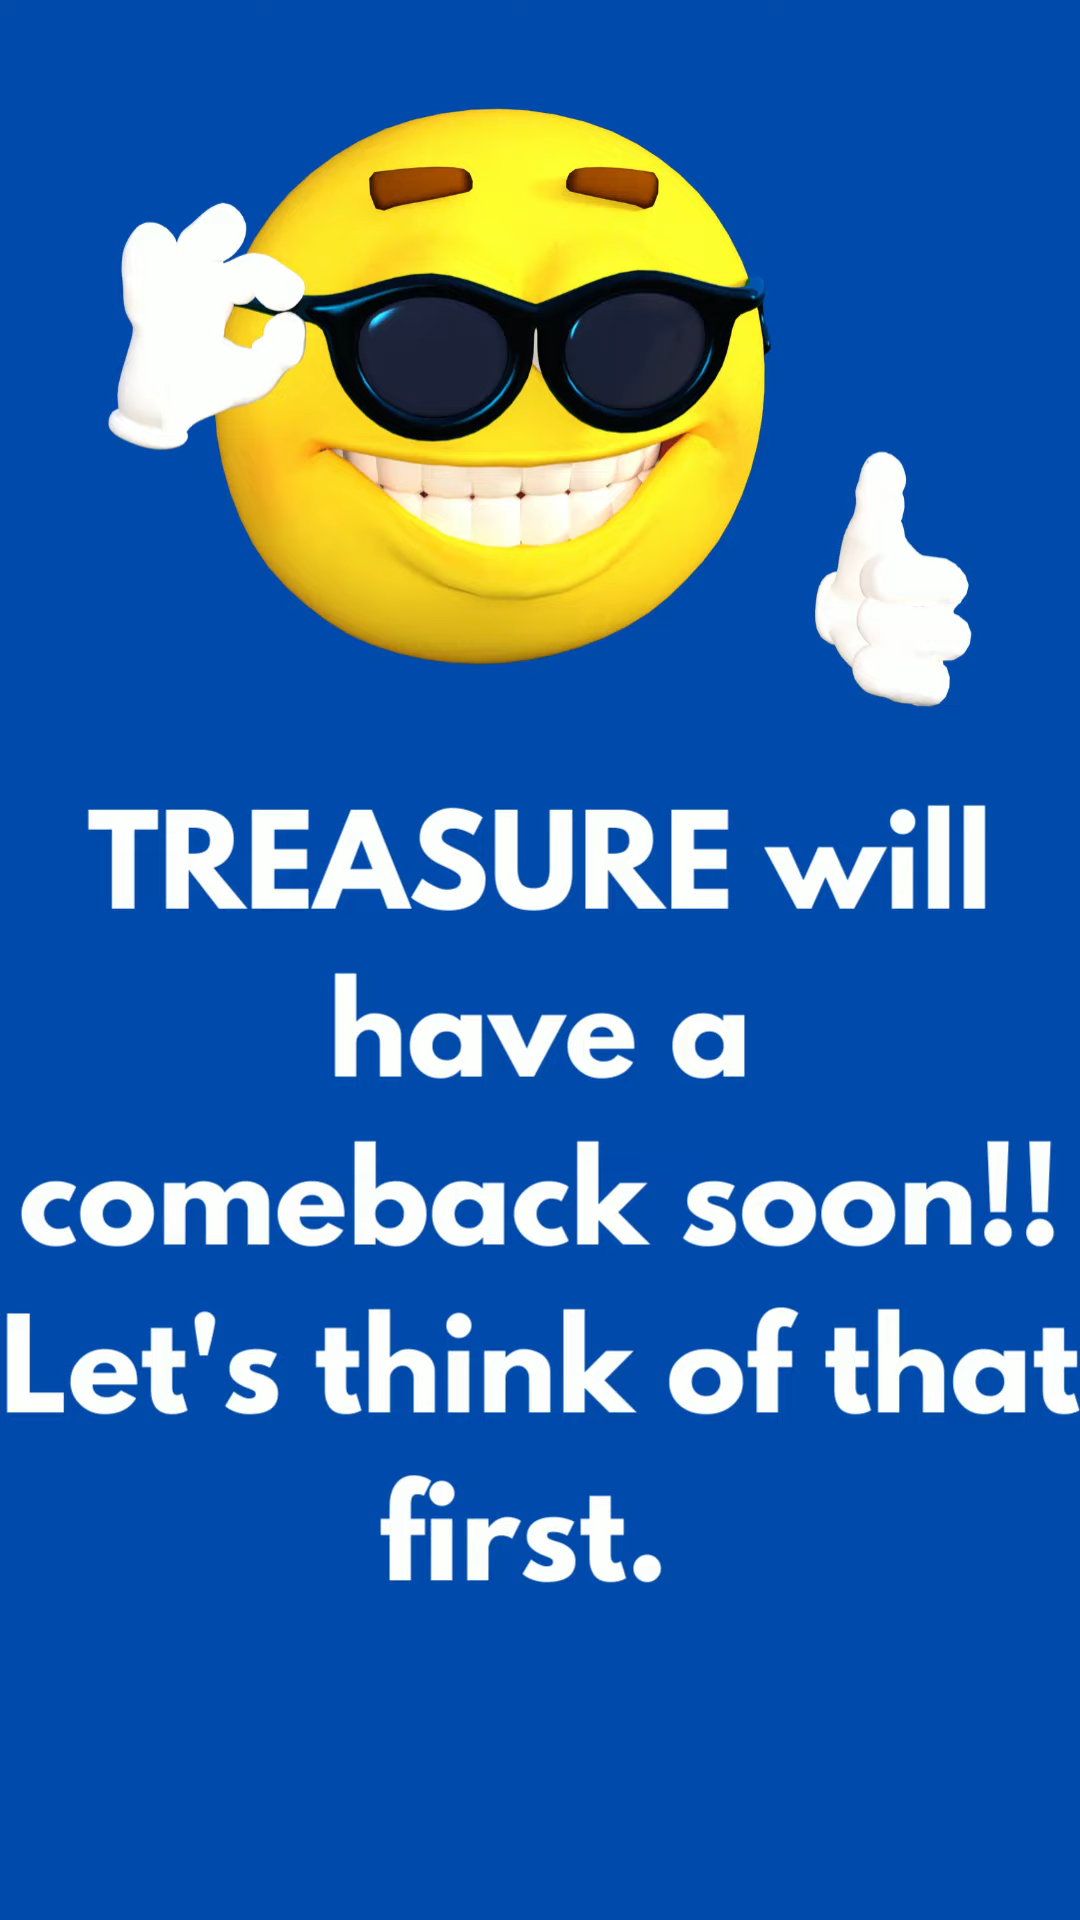 TREASURE will
have a
comeback soon!!
Let's think of that
first.